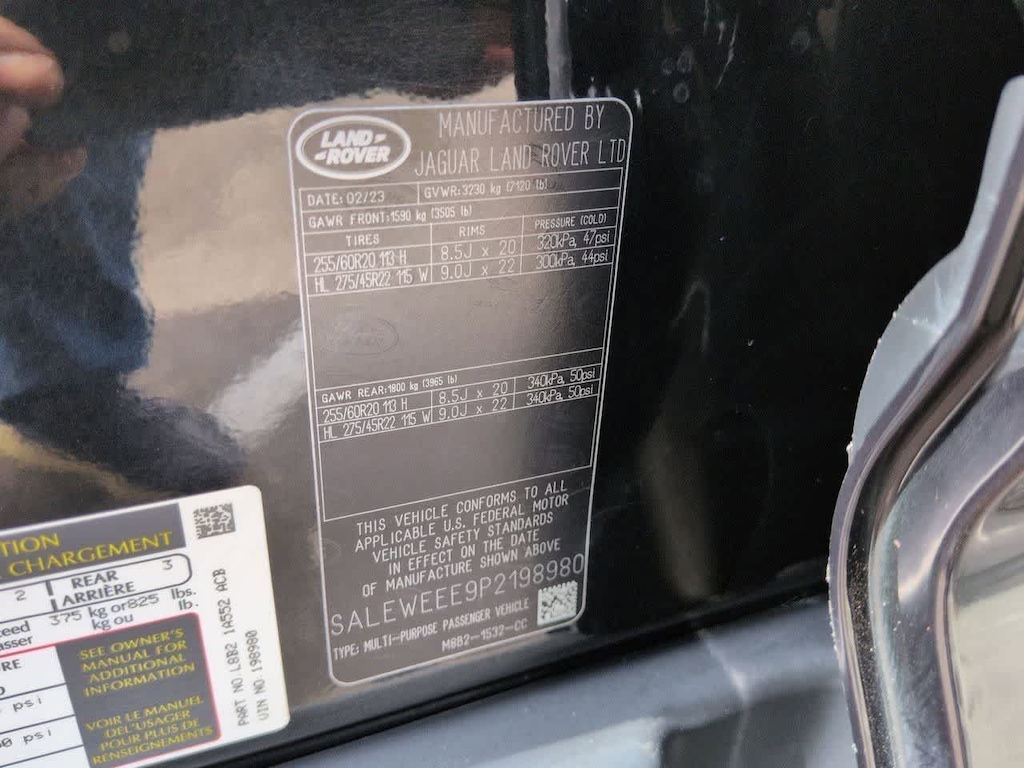 LAND ROVER
MANUFACTURED BY
JAGUAR LAND ROVER LTD
DATE: 02/23 GVWR:3230 kg (7120 lb)
GAWR FRONT:1590 kg (3505 lb)
TIRES RIMS PRESSURE (COLD)
255/60R20 113 H 8.5J x 20 320kPa, 47psi
HL 275/45R22 115 W 9.0J x 22 300kPa, 44psi
GAWR REAR:1800 kg (3965 lb)
255/60R20 113 H 8.5J x 20 340kPa, 50psi
HL 275/45R22 115 W 9.0J x 22 340kPa, 50psi
THIS VEHICLE CONFORMS TO ALL
APPLICABLE U.S. FEDERAL MOTOR
VEHICLE SAFETY STANDARDS
IN EFFECT ON THE DATE
OF MANUFACTURE SHOWN ABOVE
SALEWEEE9P2198980
TYPE: MULTI-PURPOSE PASSENGER VEHICLE
M8B2-1532-CC
TION
CHARGEMENT
2 REAR 3
ARRIÈRE
375 kg or 825 lbs.
kg ou lb.
SEE OWNER'S
MANUAL FOR
ADDITIONAL
INFORMATION
psi
VOIR LE MANUEL
DEL'USAGER
POUR PLUS DE
RENSEIGNEMENTS
psi
PART NO. L8B2 1A552 ACB
VIN NO. 198980